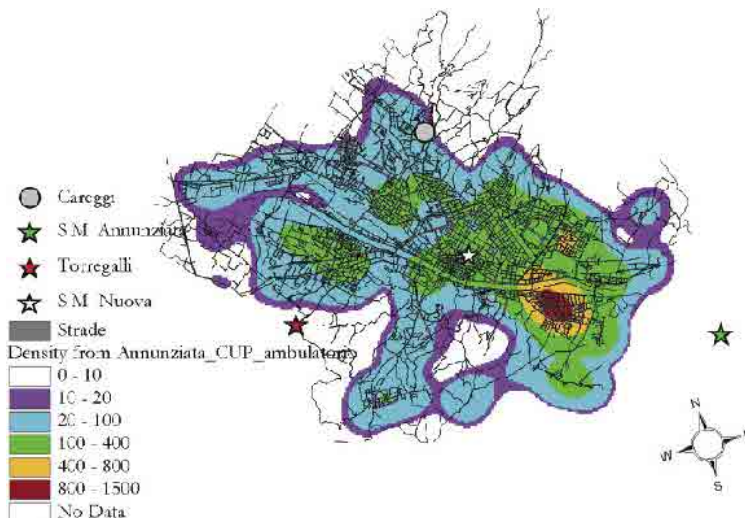 Careggi
S.M. Annunziata
Torregalli
S.M. Nuova
Strade
Density from Annunziata_CUP_ambulatorio
0 - 10
10 - 20
20 - 100
100 - 400
400 - 800
800 - 1500
No Data
N
W
S